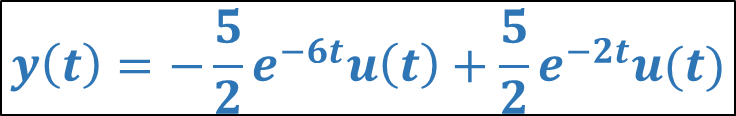 y(t) = −5/2 e^{−6t}u(t) + 5/2 e^{−2t}u(t)